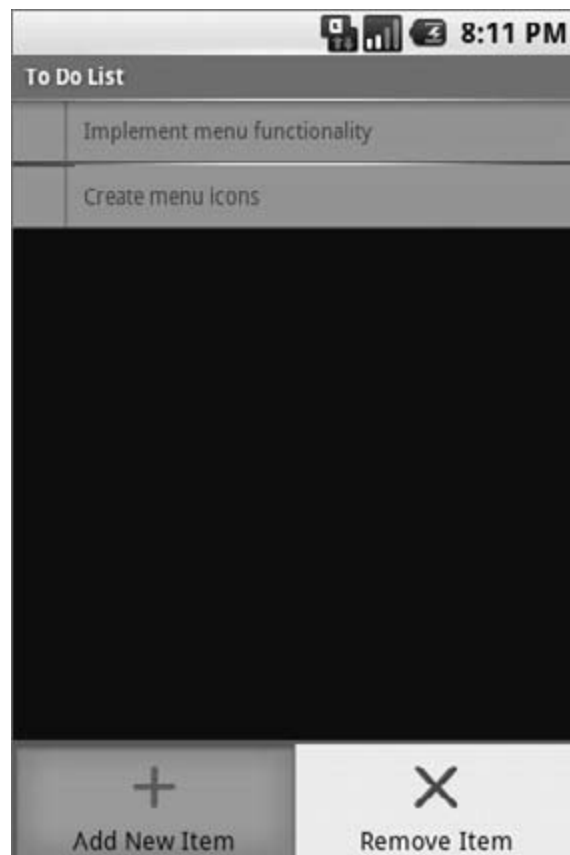 8:11 PM
To Do List
Implement menu functionality
Create menu icons
Add New Item
Remove Item